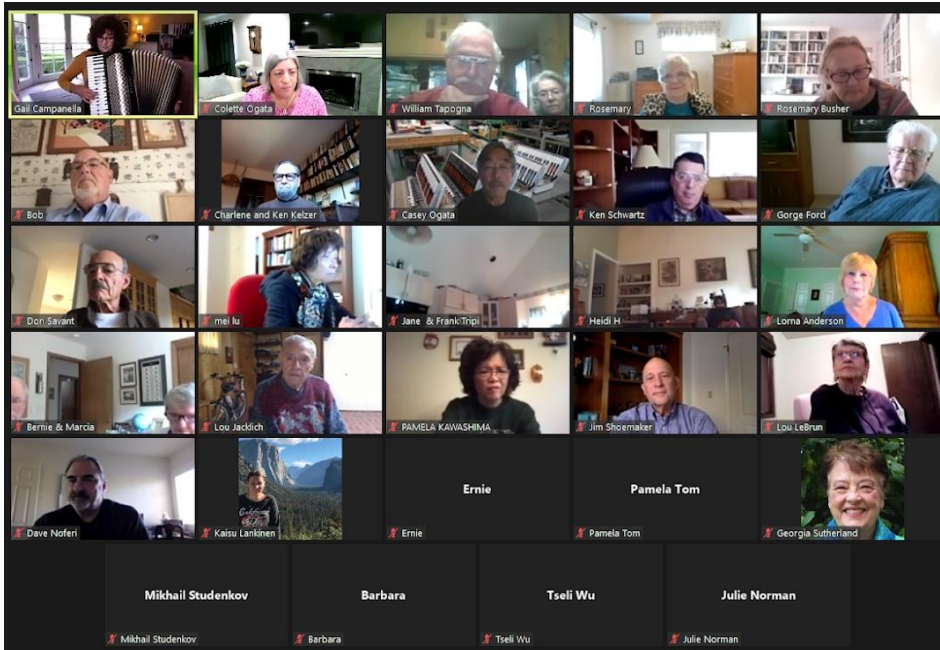 Gail Campanella
Colette Ogata
William Tapogna
Rosemary
Rosemary Busher
Bob
Charlene and Ken Kelzer
Casey Ogata
Ken Schwartz
Gorge Ford
Don Savant
mei lu
Jane & Frank Tripi
Heidi H
Lorna Anderson
Bernie & Marcia
Lou Jacklich
PAMELA KAWASHIMA
Jim Shoemaker
Lou LeBrun
Dave Noferi
Kaisu Lankinen
Ernie
Ernie
Pamela Tom
Pamela Tom
Georgia Sutherland
Mikhail Studenkov
Mikhail Studenkov
Barbara
Barbara
Tseli Wu
Tseli Wu
Julie Norman
Julie Norman